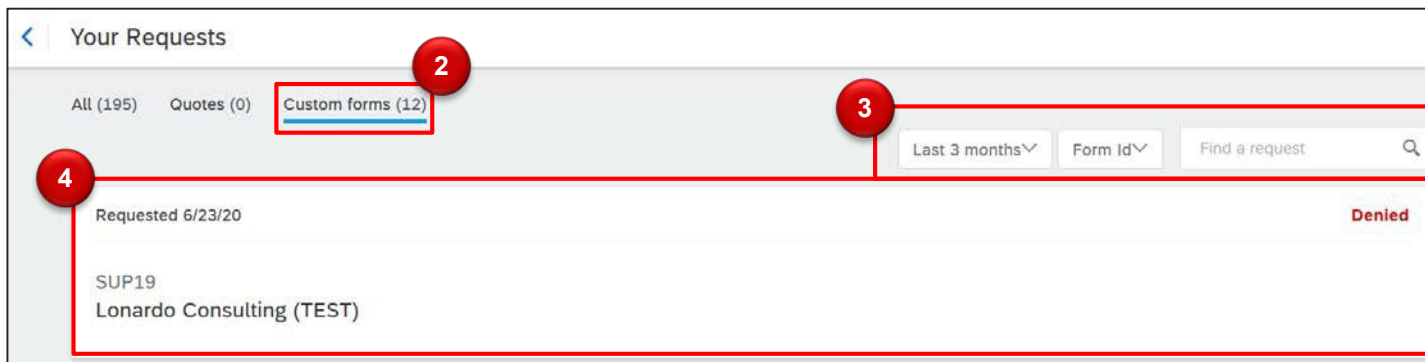 Your Requests
2
All (195) Quotes (0) Custom forms (12)
3
Last 3 months Form Id Find a request
4
Requested 6/23/20 Denied
SUP19
Lonardo Consulting (TEST)